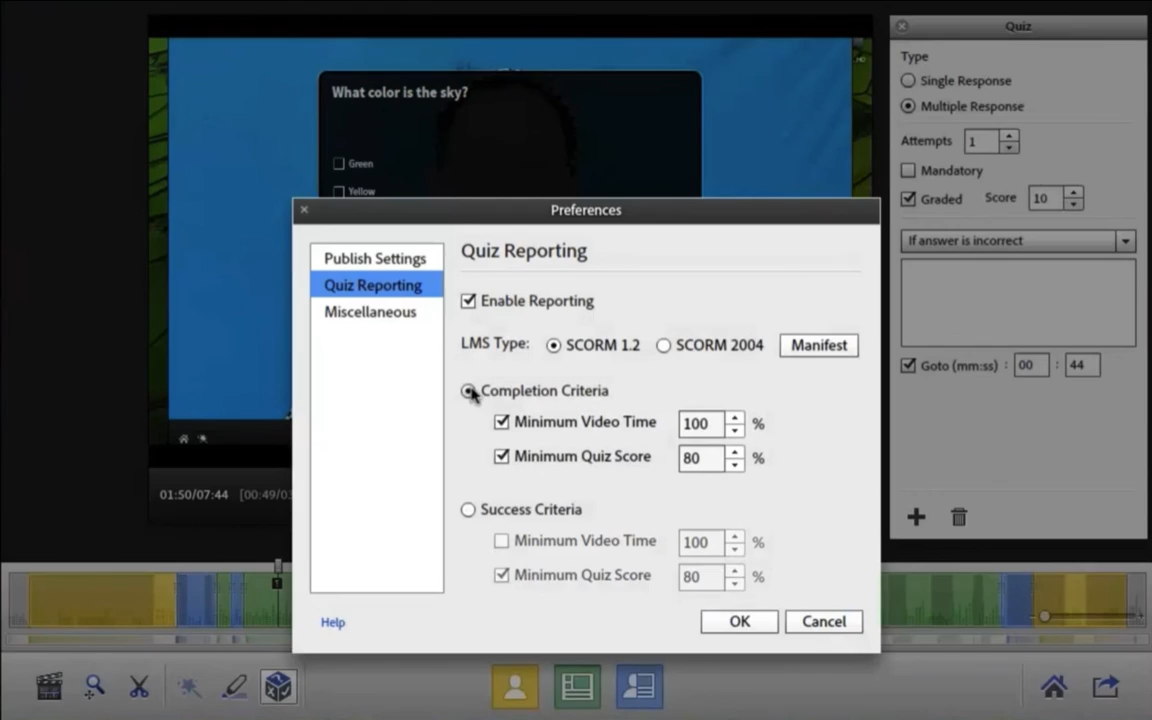 Quiz
Type
Single Response
Multiple Response
Attempts 1
Mandatory
Graded Score 10
If answer is incorrect
Goto (mm:ss) : 00 : 44
What color is the sky?
Green
Yellow
Preferences
Publish Settings
Quiz Reporting
Miscellaneous
Quiz Reporting
Enable Reporting
LMS Type: SCORM 1.2 SCORM 2004 Manifest
Completion Criteria
Minimum Video Time 100 %
Minimum Quiz Score 80 %
Success Criteria
Minimum Video Time 100 %
Minimum Quiz Score 80 %
Help
OK Cancel
01:50/07:44 [00:49/03